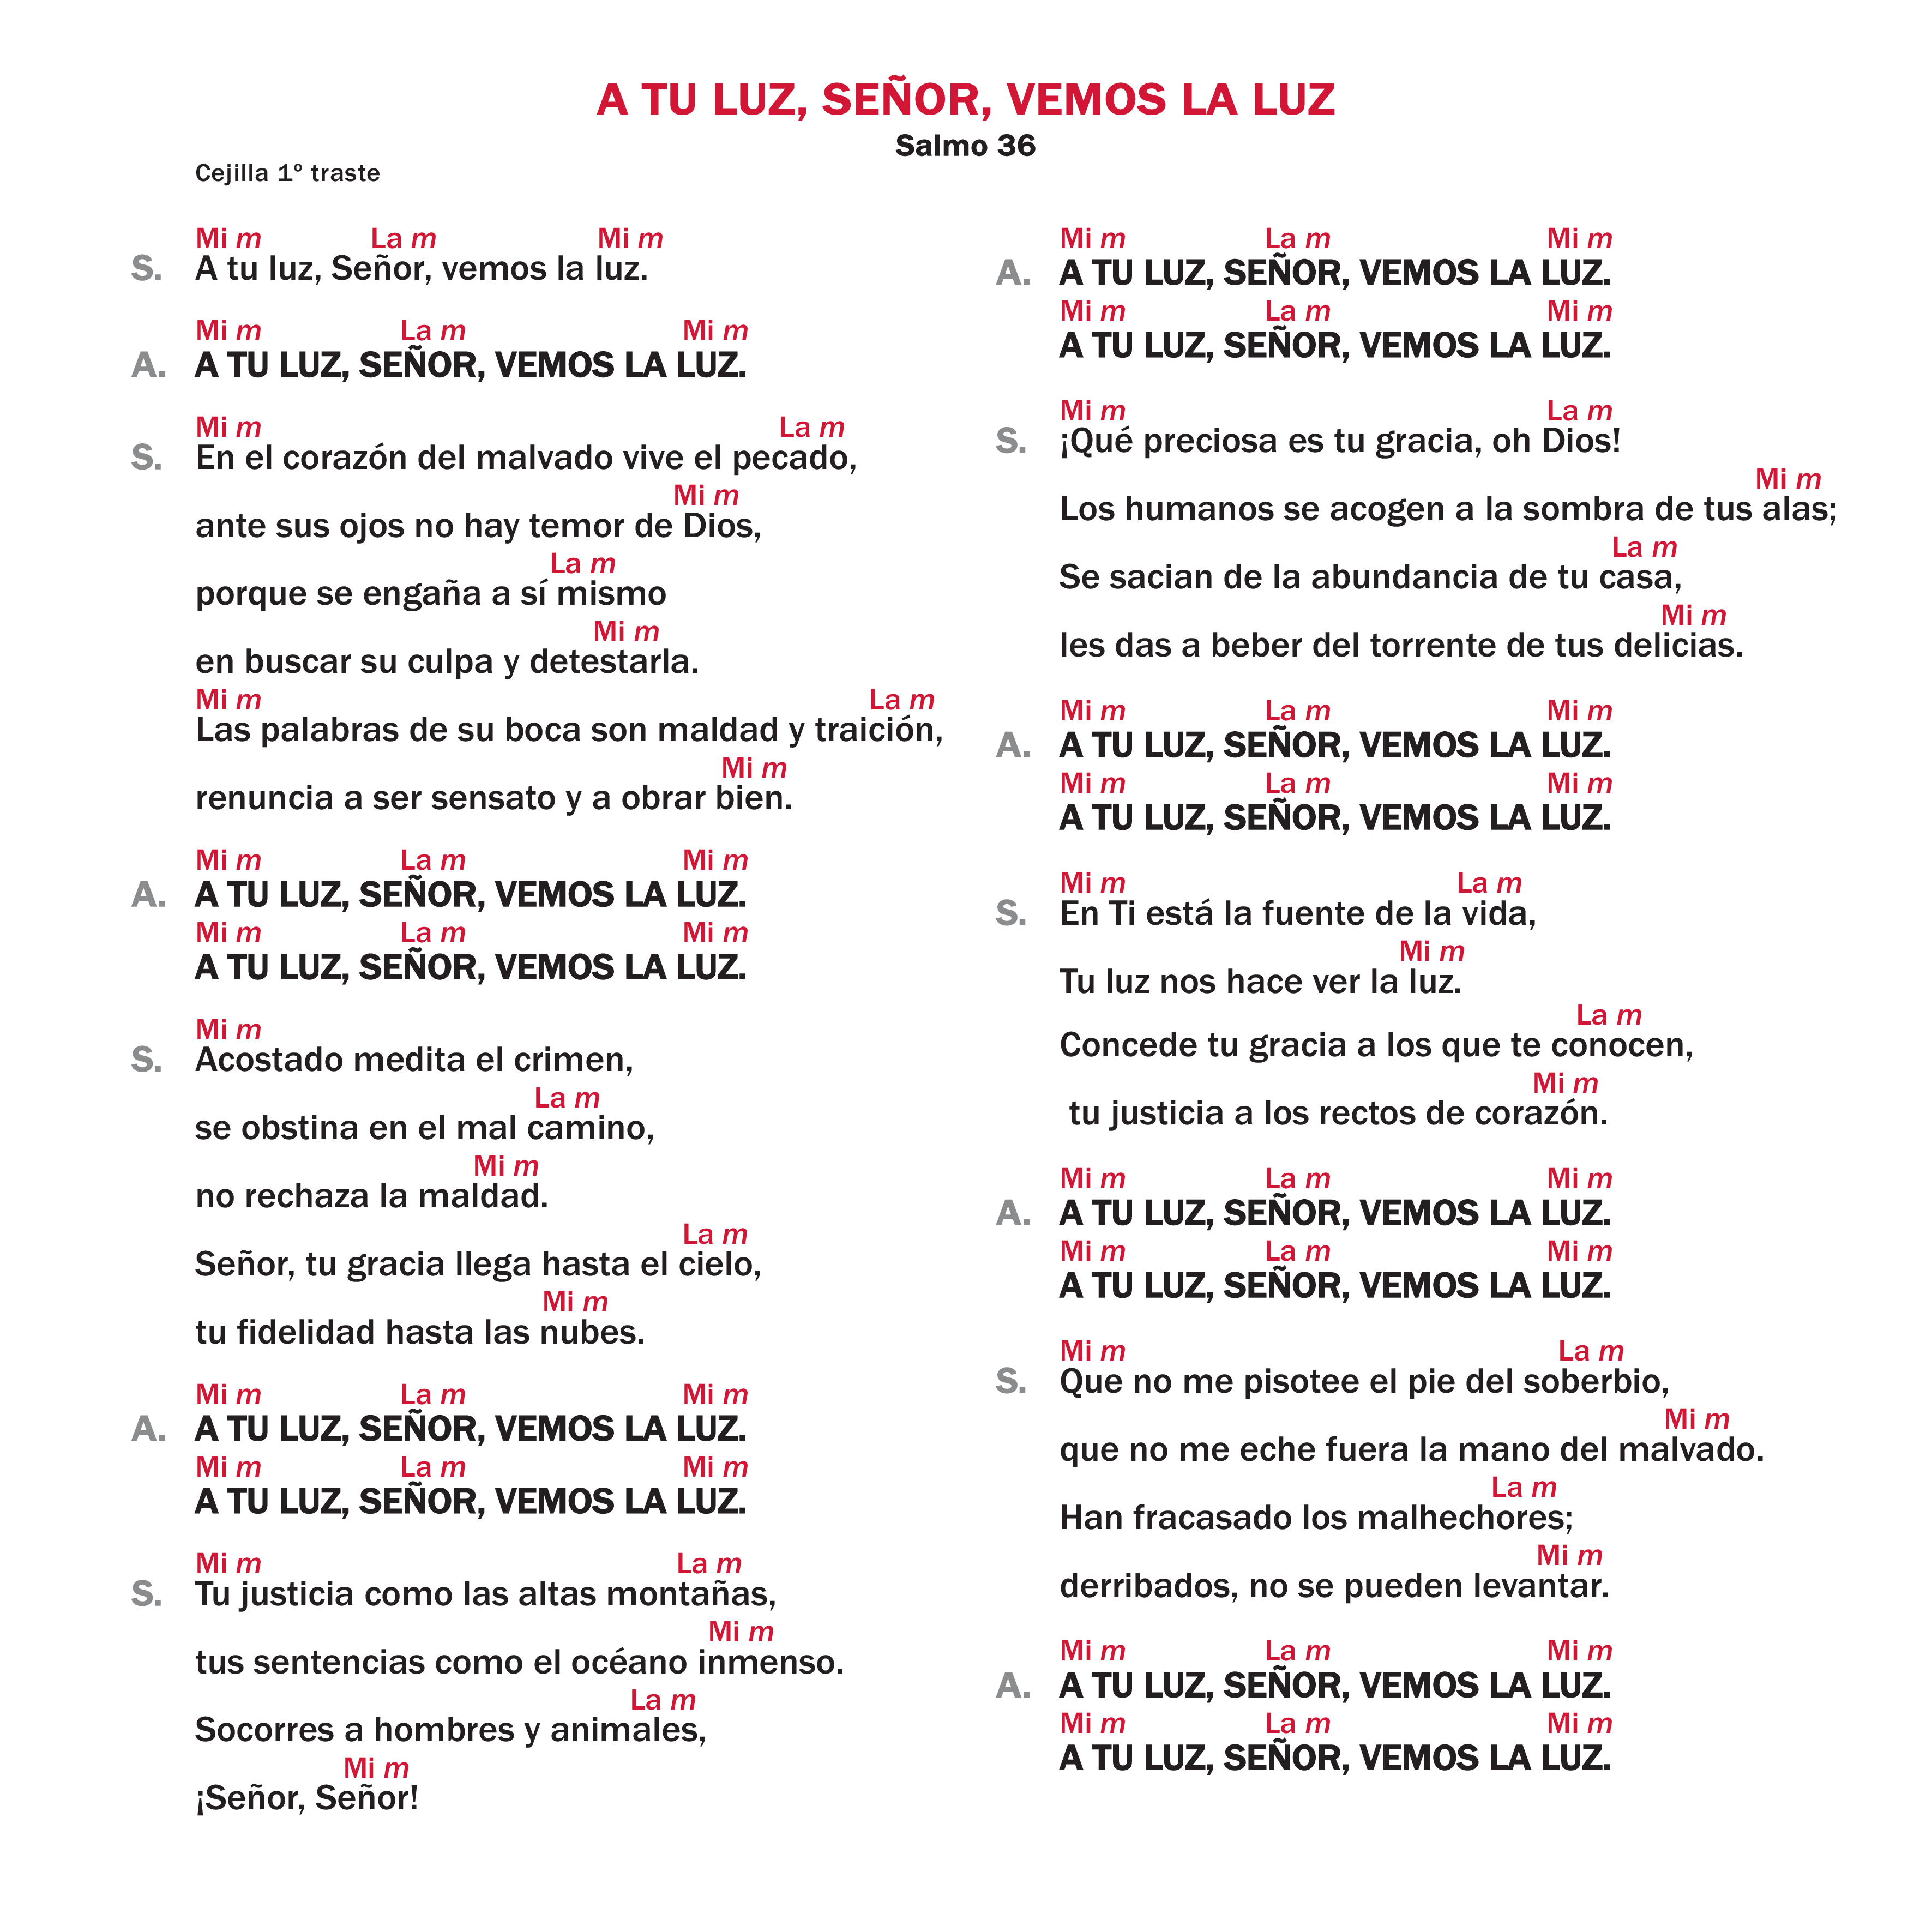 A TU LUZ, SEÑOR, VEMOS LA LUZ
Salmo 36
Cejilla 1º traste
Mi m La m Mi m
S. A tu luz, Señor, vemos la luz.
Mi m La m Mi m
A. A TU LUZ, SEÑOR, VEMOS LA LUZ.
Mi m La m
S. En el corazón del malvado vive el pecado,
Mi m
ante sus ojos no hay temor de Dios,
La m
porque se engaña a sí mismo
Mi m
en buscar su culpa y detestarla.
Mi m La m
Las palabras de su boca son maldad y traición,
Mi m
renuncia a ser sensato y a obrar bien.
Mi m La m Mi m
A. A TU LUZ, SEÑOR, VEMOS LA LUZ.
Mi m La m Mi m
A TU LUZ, SEÑOR, VEMOS LA LUZ.
Mi m
S. Acostado medita el crimen,
La m
se obstina en el mal camino,
Mi m
no rechaza la maldad.
La m
Señor, tu gracia llega hasta el cielo,
Mi m
tu fidelidad hasta las nubes.
Mi m La m Mi m
A. A TU LUZ, SEÑOR, VEMOS LA LUZ.
Mi m La m Mi m
A TU LUZ, SEÑOR, VEMOS LA LUZ.
Mi m La m
S. Tu justicia como las altas montañas,
Mi m
tus sentencias como el océano inmenso.
La m
Socorres a hombres y animales,
Mi m
¡Señor, Señor!
Mi m La m Mi m
A. A TU LUZ, SEÑOR, VEMOS LA LUZ.
Mi m La m Mi m
A TU LUZ, SEÑOR, VEMOS LA LUZ.
Mi m La m
S. ¡Qué preciosa es tu gracia, oh Dios!
Mi m
Los humanos se acogen a la sombra de tus alas;
La m
Se sacian de la abundancia de tu casa,
Mi m
les das a beber del torrente de tus delicias.
Mi m La m Mi m
A. A TU LUZ, SEÑOR, VEMOS LA LUZ.
Mi m La m Mi m
A TU LUZ, SEÑOR, VEMOS LA LUZ.
Mi m La m
S. En Ti está la fuente de la vida,
Mi m
Tu luz nos hace ver la luz.
La m
Concede tu gracia a los que te conocen,
Mi m
tu justicia a los rectos de corazón.
Mi m La m Mi m
A. A TU LUZ, SEÑOR, VEMOS LA LUZ.
Mi m La m Mi m
A TU LUZ, SEÑOR, VEMOS LA LUZ.
Mi m La m
S. Que no me pisotee el pie del soberbio,
Mi m
que no me eche fuera la mano del malvado.
La m
Han fracasado los malhechores;
Mi m
derribados, no se pueden levantar.
Mi m La m Mi m
A. A TU LUZ, SEÑOR, VEMOS LA LUZ.
Mi m La m Mi m
A TU LUZ, SEÑOR, VEMOS LA LUZ.